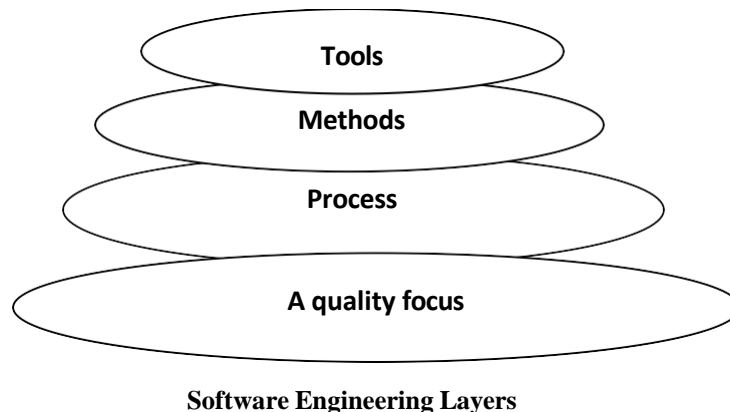 Tools
Methods
Process
A quality focus
Software Engineering Layers